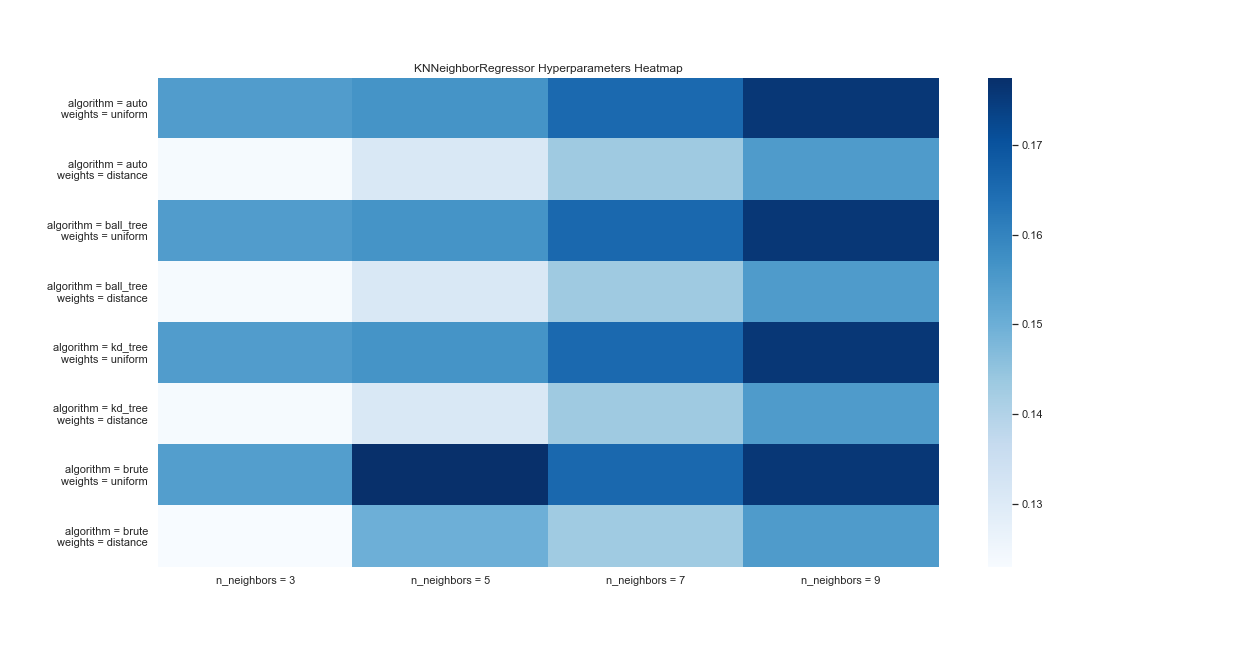 KNNeighborRegressor Hyperparameters Heatmap
algorithm = auto
weights = uniform
algorithm = auto
weights = distance
algorithm = ball_tree
weights = uniform
algorithm = ball_tree
weights = distance
algorithm = kd_tree
weights = uniform
algorithm = kd_tree
weights = distance
algorithm = brute
weights = uniform
algorithm = brute
weights = distance
n_neighbors = 3
n_neighbors = 5
n_neighbors = 7
n_neighbors = 9
0.17
0.16
0.15
0.14
0.13